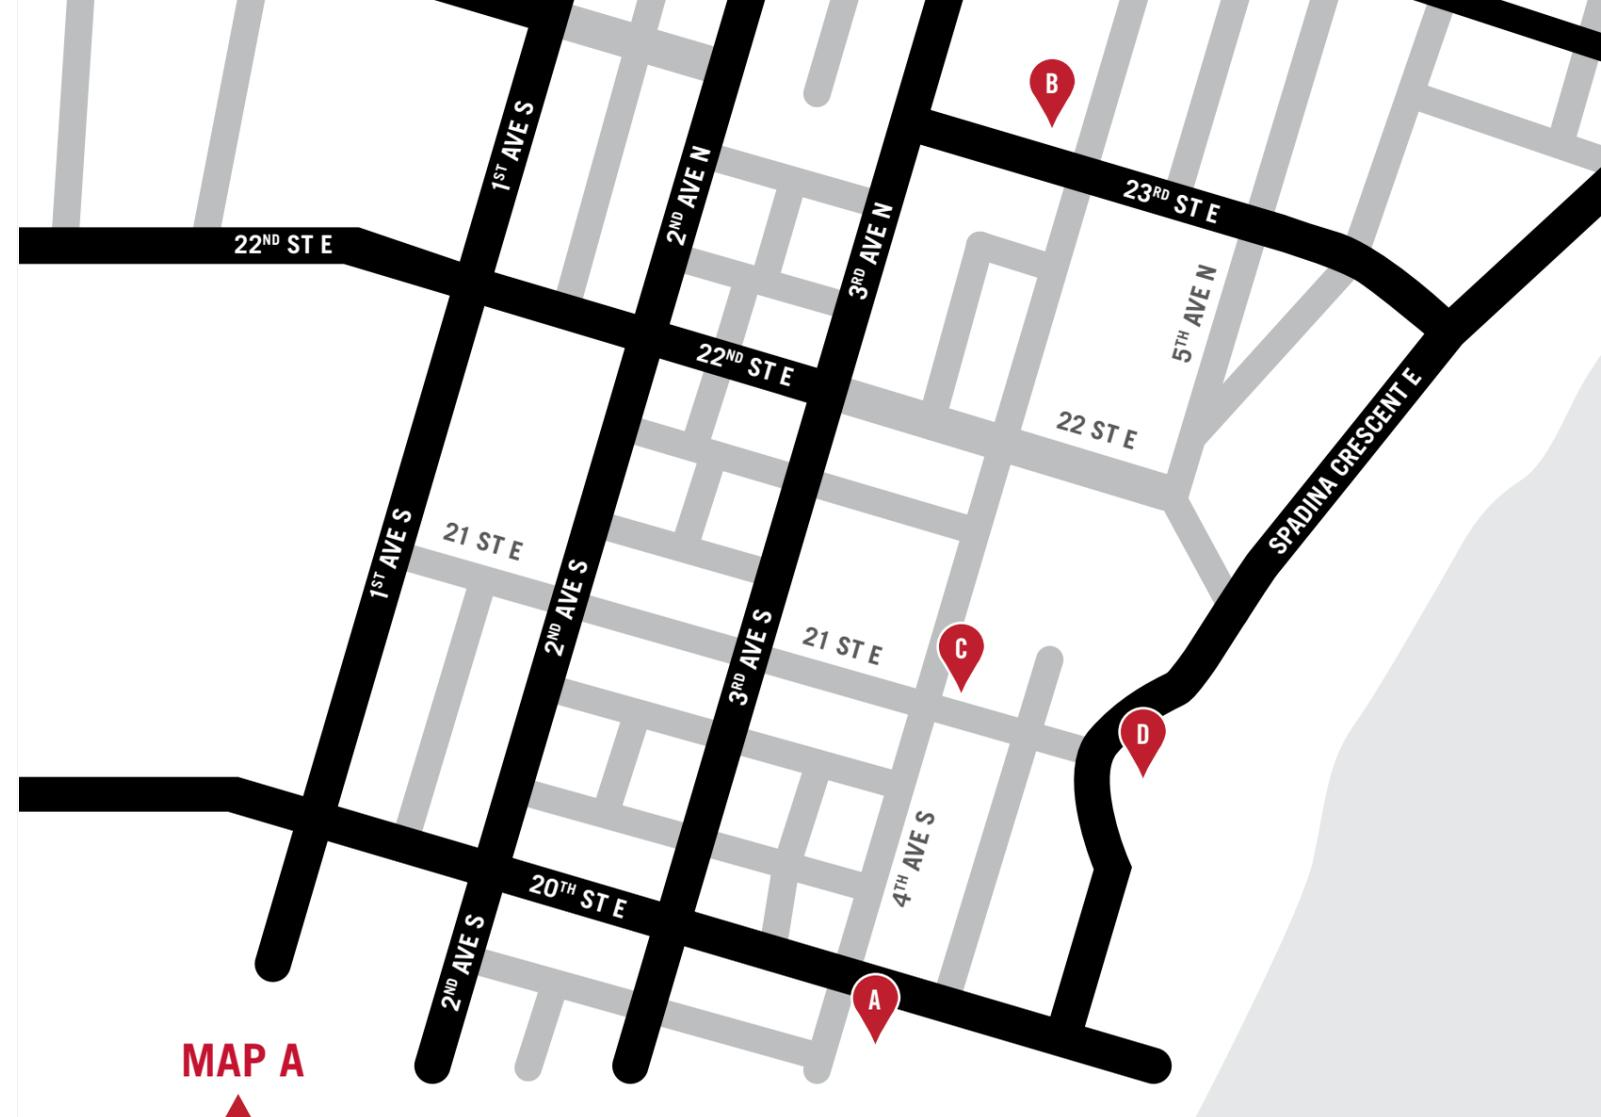 B
1ST AVE S
2ND AVE N
23RD ST E
3RD AVE N
22ND ST E
5TH AVE N
22ND ST E
22 ST E
SPADINA CRESCENT E
1ST AVE S
21 ST E
2ND AVE S
3RD AVE S
21 ST E
C
D
4TH AVE S
20TH ST E
2ND AVE S
A
MAP A